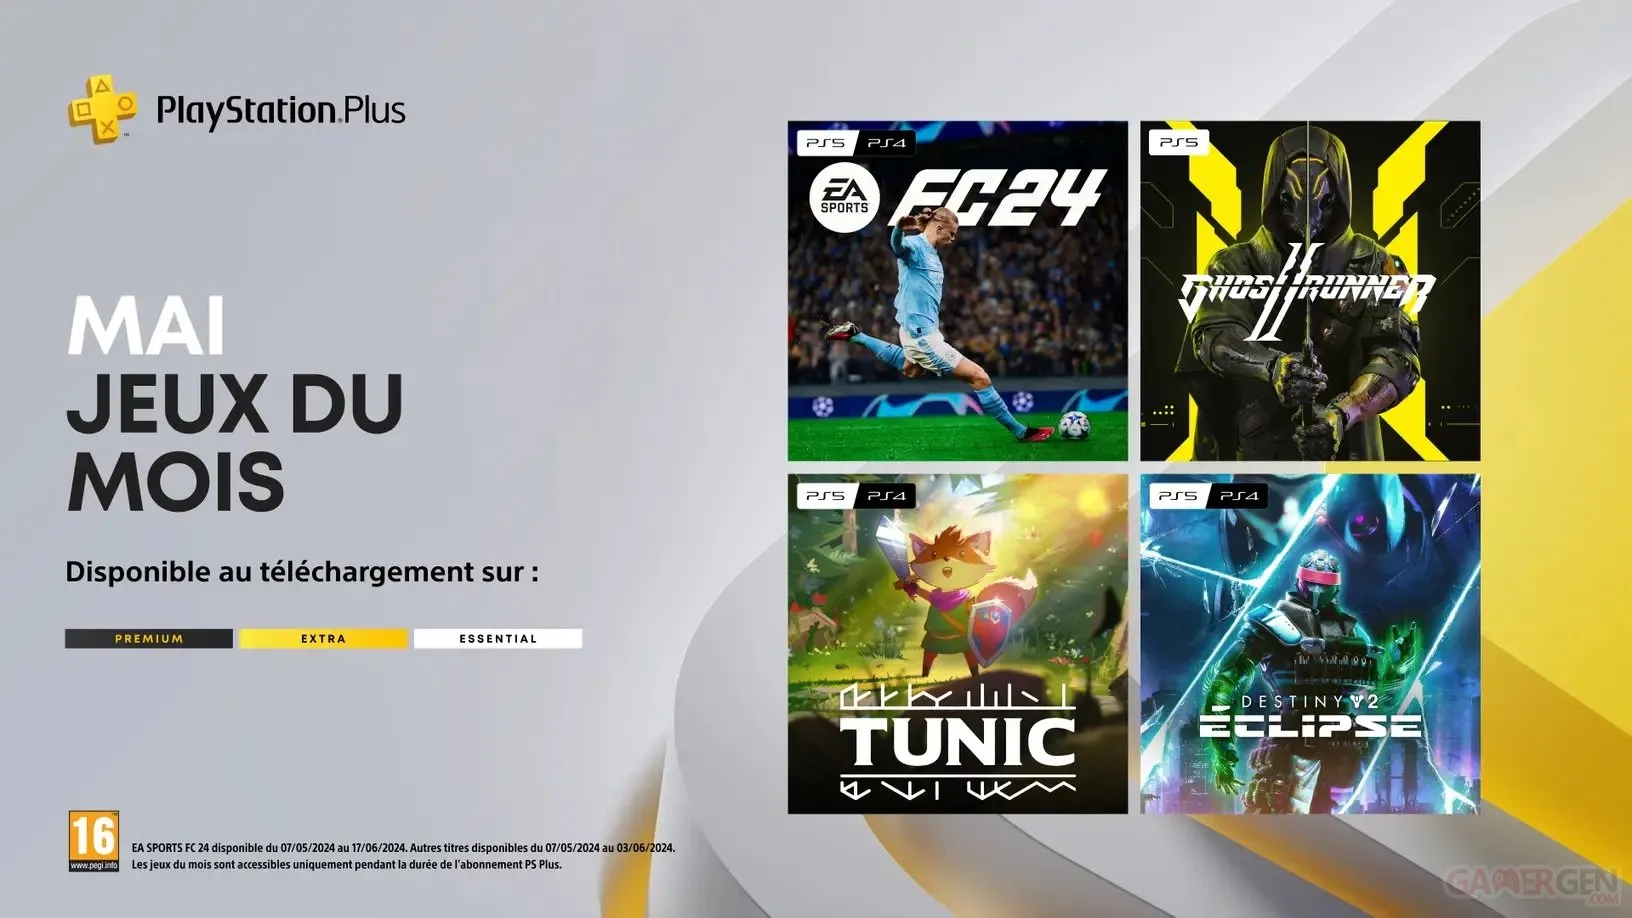 PlayStation.Plus
MAI
JEUX DU
MOIS
Disponible au téléchargement sur :
PREMIUM
EXTRA
ESSENTIAL
PS5 PS4
EA
SPORTS
FC24
PS5
GHOSTRUNNER
II
PS5 PS4
TUNIC
PS5 PS4
DESTINY 2
ÉCLIPSE
16
www.pegi.info
EA SPORTS FC 24 disponible du 07/05/2024 au 17/06/2024. Autres titres disponibles du 07/05/2024 au 03/06/2024.
Les jeux du mois sont accessibles uniquement pendant la durée de l'abonnement PS Plus.
GAMERGEN
.COM